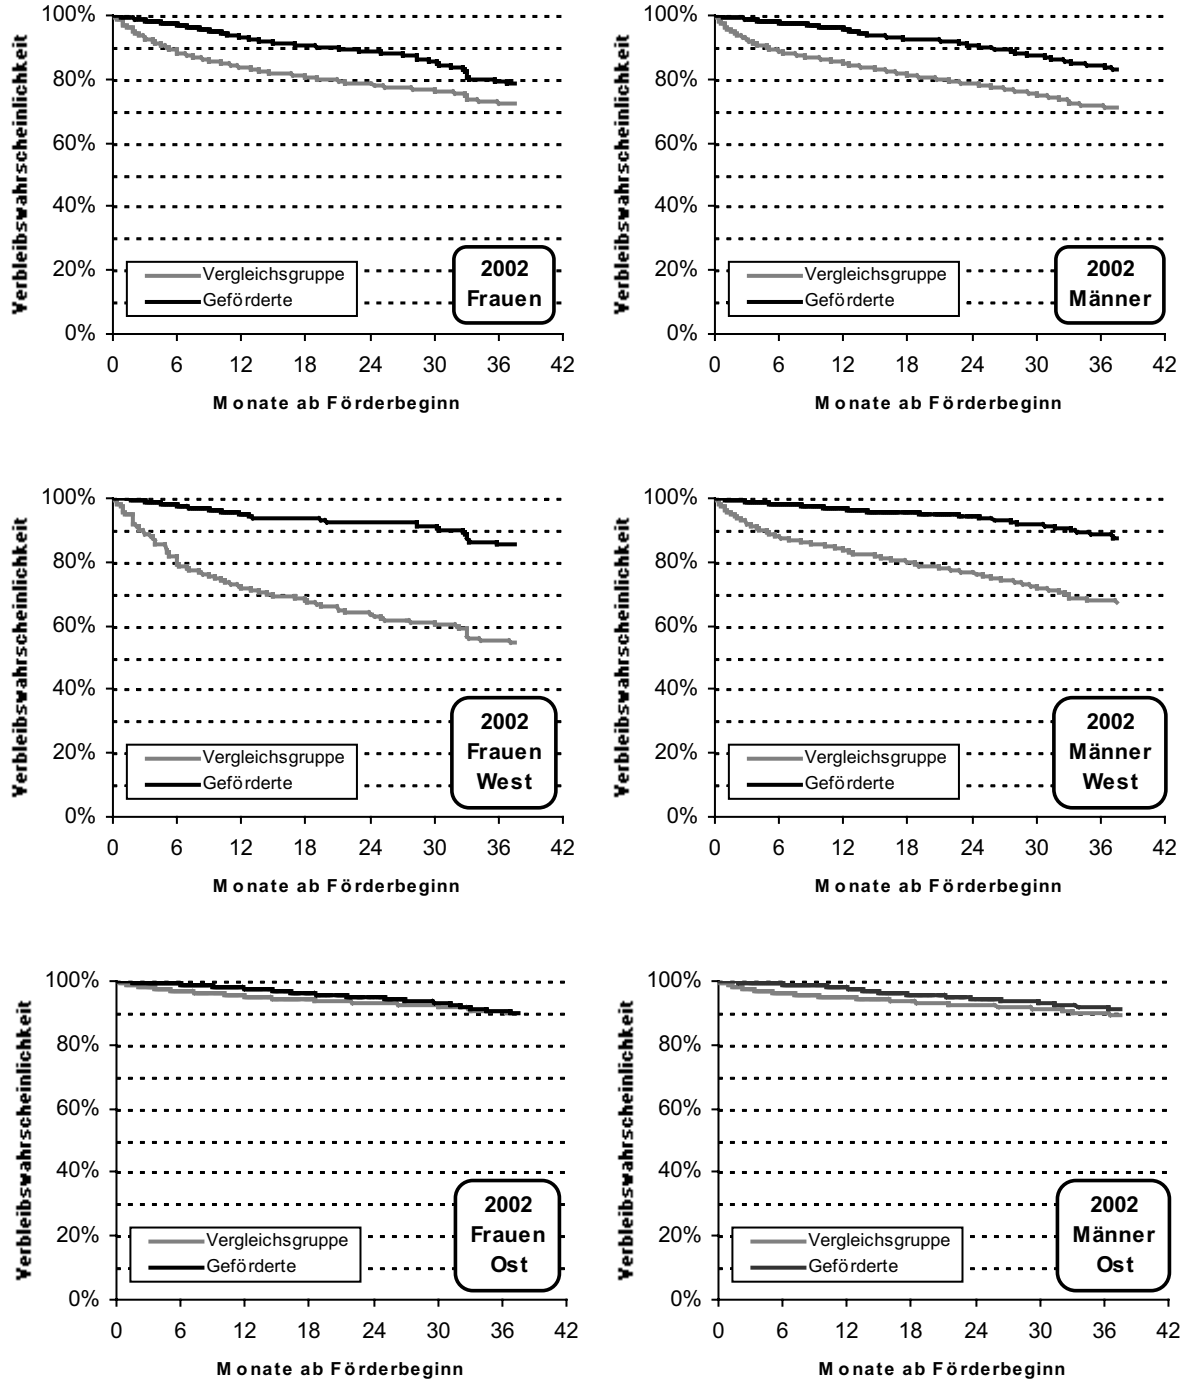 100%
80%
60%
40%
20%
0%
Verbleibswahrscheinlichkeit
Vergleichsgruppe
Geförderte
2002
Frauen
0 6 12 18 24 30 36 42
Monate ab Förderbeginn
100%
80%
60%
40%
20%
0%
Verbleibswahrscheinlichkeit
Vergleichsgruppe
Geförderte
2002
Männer
0 6 12 18 24 30 36 42
Monate ab Förderbeginn
100%
80%
60%
40%
20%
0%
Verbleibswahrscheinlichkeit
Vergleichsgruppe
Geförderte
2002
Frauen
West
0 6 12 18 24 30 36 42
Monate ab Förderbeginn
100%
80%
60%
40%
20%
0%
Verbleibswahrscheinlichkeit
Vergleichsgruppe
Geförderte
2002
Männer
West
0 6 12 18 24 30 36 42
Monate ab Förderbeginn
100%
80%
60%
40%
20%
0%
Verbleibswahrscheinlichkeit
Vergleichsgruppe
Geförderte
2002
Frauen
Ost
0 6 12 18 24 30 36 42
Monate ab Förderbeginn
100%
80%
60%
40%
20%
0%
Verbleibswahrscheinlichkeit
Vergleichsgruppe
Geförderte
2002
Männer
Ost
0 6 12 18 24 30 36 42
Monate ab Förderbeginn